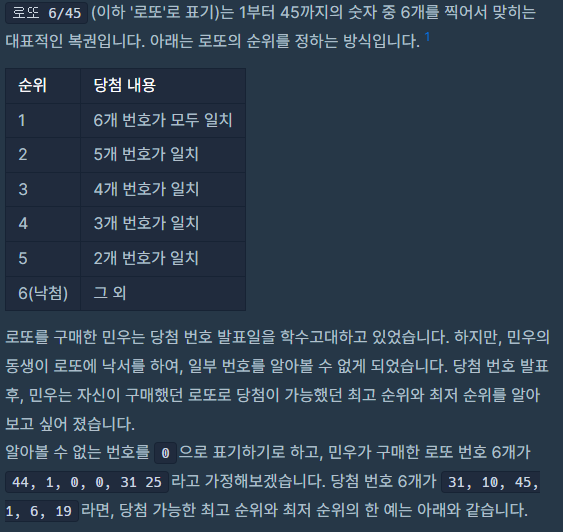 로또 6/45 (이하 '로또'로 표기)는 1부터 45까지의 숫자 중 6개를 찍어서 맞히는
대표적인 복권입니다. 아래는 로또의 순위를 정하는 방식입니다. 1
순위 당첨 내용
1 6개 번호가 모두 일치
2 5개 번호가 일치
3 4개 번호가 일치
4 3개 번호가 일치
5 2개 번호가 일치
6(낙첨) 그 외
로또를 구매한 민우는 당첨 번호 발표일을 학수고대하고 있었습니다. 하지만, 민우의
동생이 로또에 낙서를 하여, 일부 번호를 알아볼 수 없게 되었습니다. 당첨 번호 발표
후, 민우는 자신이 구매했던 로또로 당첨이 가능했던 최고 순위와 최저 순위를 알아
보고 싶어 졌습니다.
알아볼 수 없는 번호를 0 으로 표기하기로 하고, 민우가 구매한 로또 번호 6개가
44, 1, 0, 0, 31 25 라고 가정해보겠습니다. 당첨 번호 6개가 31, 10, 45,
1, 6, 19 라면, 당첨 가능한 최고 순위와 최저 순위의 한 예는 아래와 같습니다.